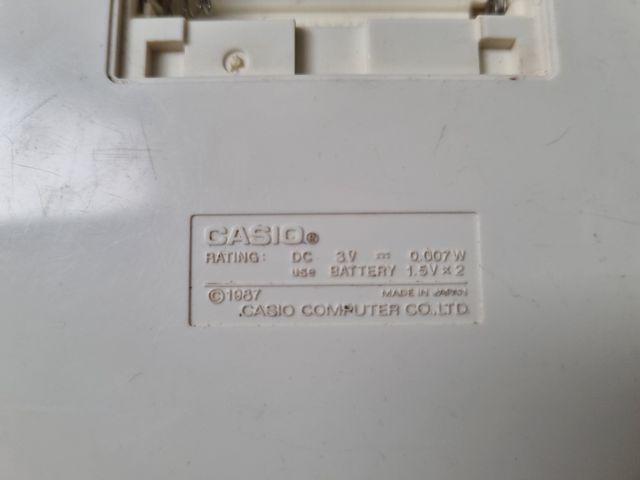 CASIO®
RATING: DC 3V ⎓ 0.007W
use BATTERY 1.5V × 2
©1987 MADE IN JAPAN
CASIO COMPUTER CO.,LTD